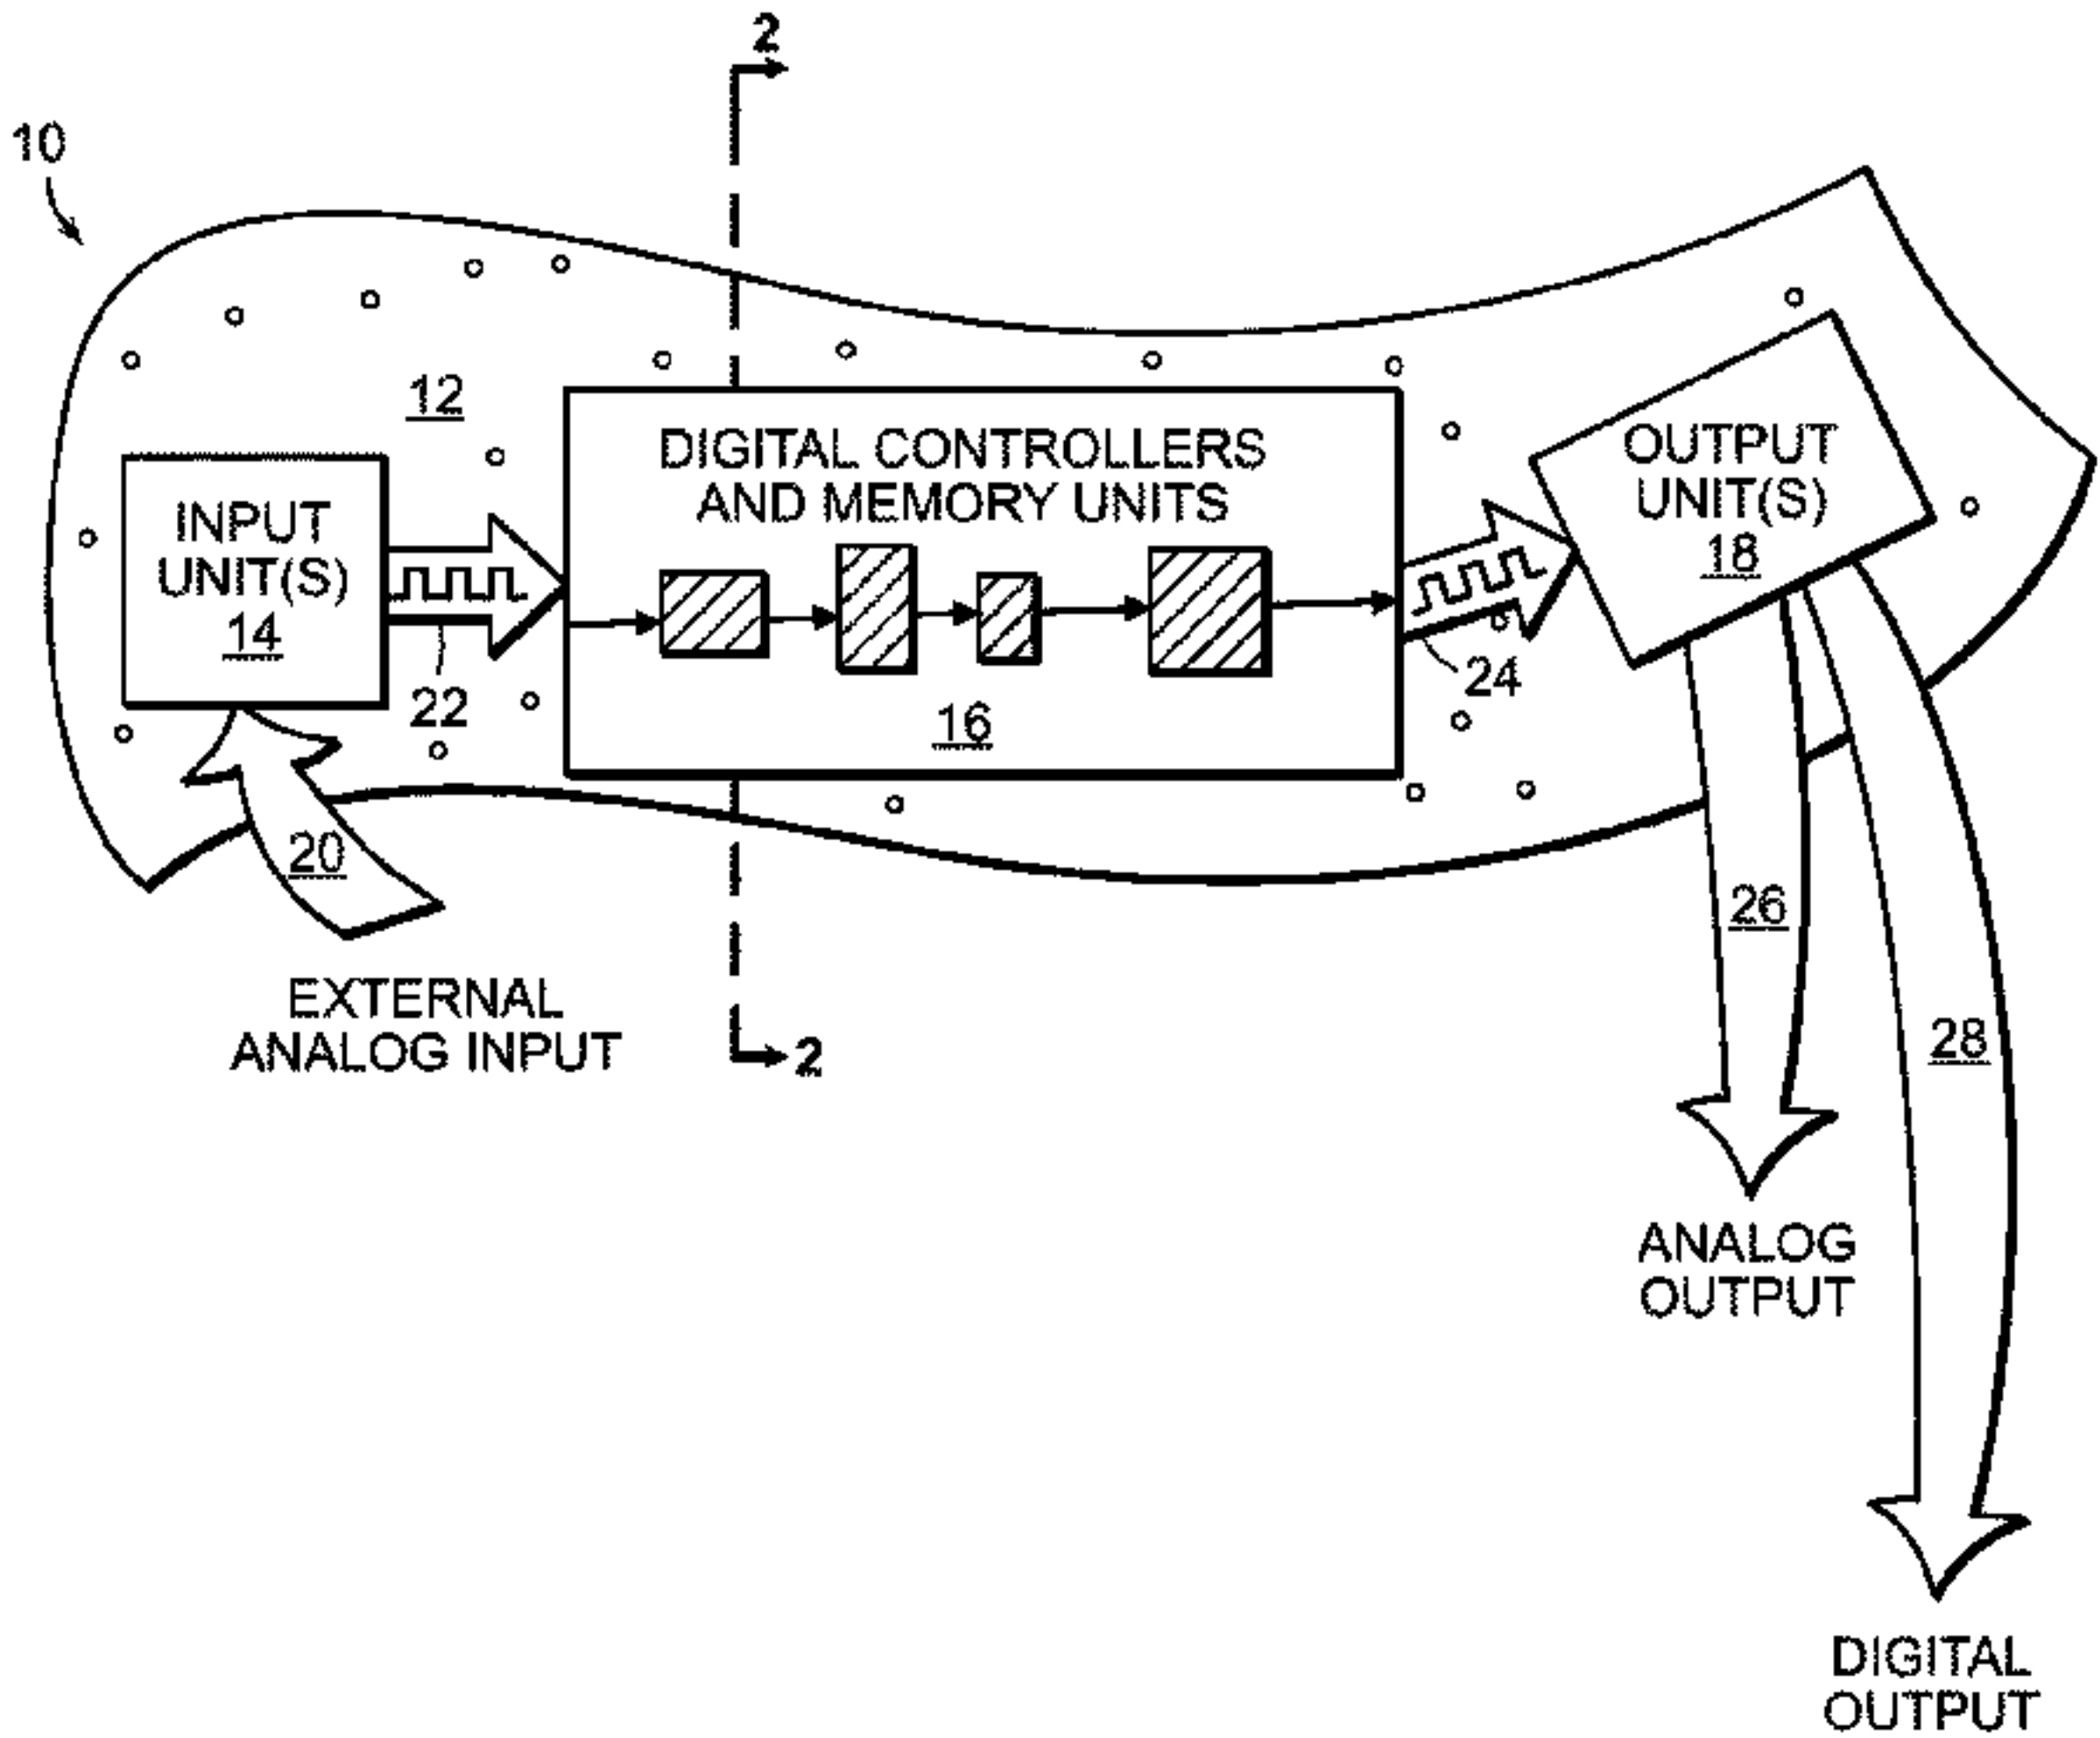 2
10
12
DIGITAL CONTROLLERS
AND MEMORY UNITS
OUTPUT
UNIT(S)
18
INPUT
UNIT(S)
14
22
24
16
20
26
EXTERNAL
ANALOG INPUT
2
28
ANALOG
OUTPUT
DIGITAL
OUTPUT